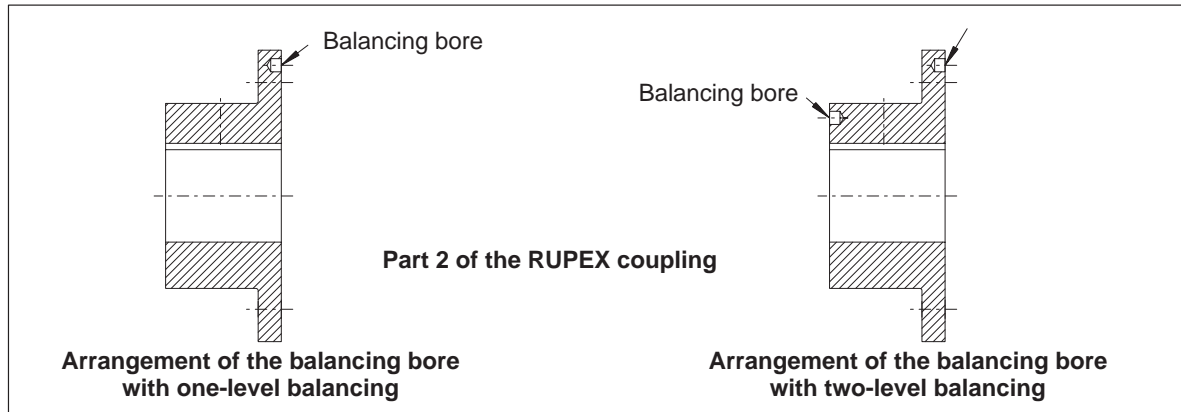 Balancing bore
Balancing bore
Part 2 of the RUPEX coupling
Arrangement of the balancing bore
with one-level balancing
Arrangement of the balancing bore
with two-level balancing